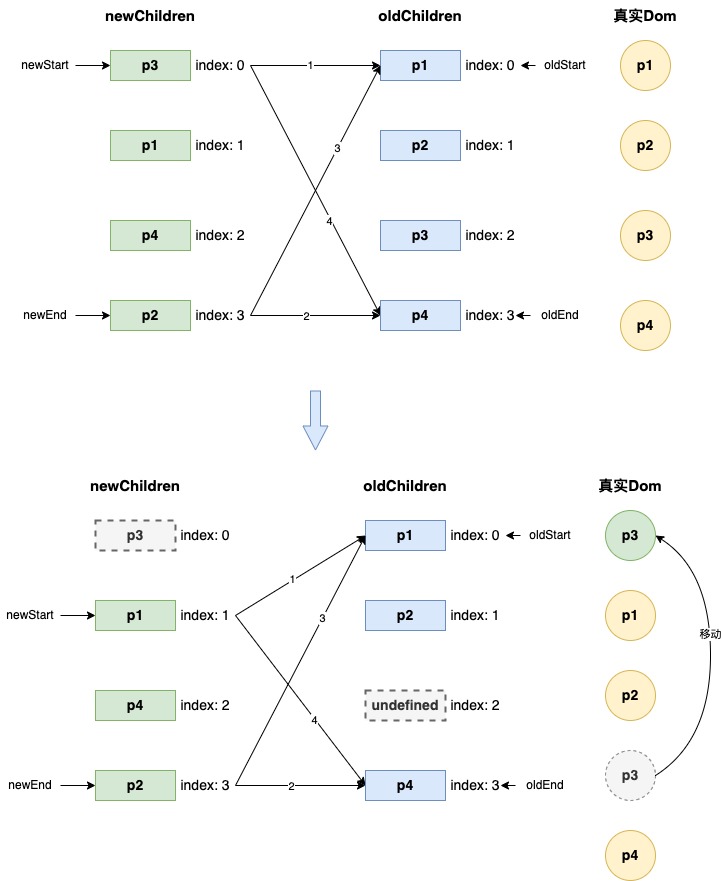 newChildren oldChildren 真实Dom
newStart p3 index: 0 1 p1 index: 0 oldStart p1
p1 index: 1 3 p2 index: 1 p2
p4 index: 2 4 p3 index: 2 p3
newEnd p2 index: 3 2 p4 index: 3 oldEnd p4
newChildren oldChildren 真实Dom
p3 index: 0 p1 index: 0 oldStart p3
1
newStart p1 index: 1 3 p2 index: 1 p1
移动
p4 index: 2 4 undefined index: 2 p2
newEnd p2 index: 3 2 p4 index: 3 oldEnd p3
p4